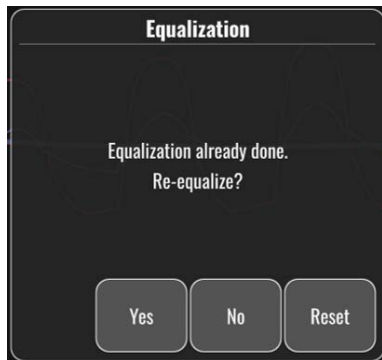 Equalization
Equalization already done.
Re-equalize?
Yes
No
Reset